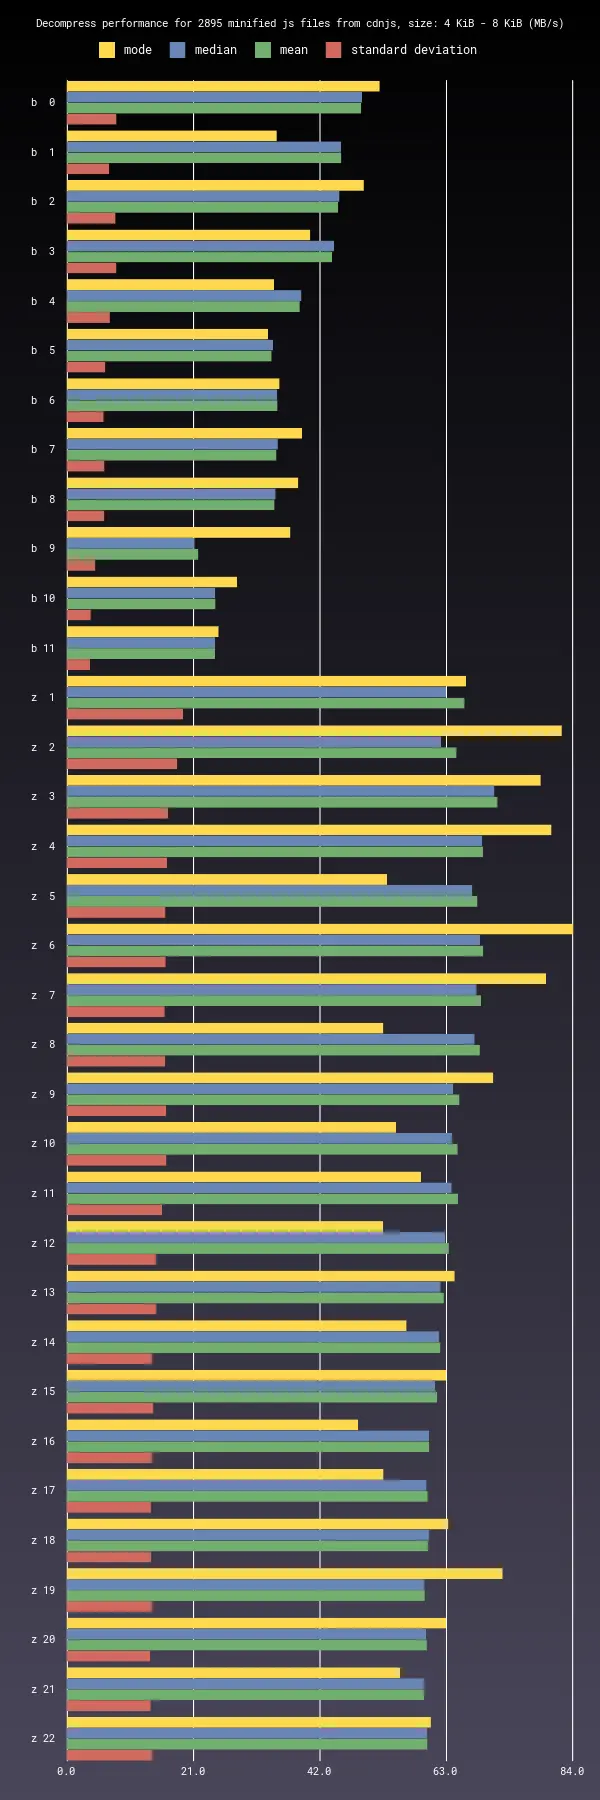 Decompress performance for 2895 minified js files from cdnjs, size: 4 KiB - 8 KiB (MB/s)
mode median mean standard deviation
b 0
b 1
b 2
b 3
b 4
b 5
b 6
b 7
b 8
b 9
b 10
b 11
z 1
z 2
z 3
z 4
z 5
z 6
z 7
z 8
z 9
z 10
z 11
z 12
z 13
z 14
z 15
z 16
z 17
z 18
z 19
z 20
z 21
z 22
0.0 21.0 42.0 63.0 84.0